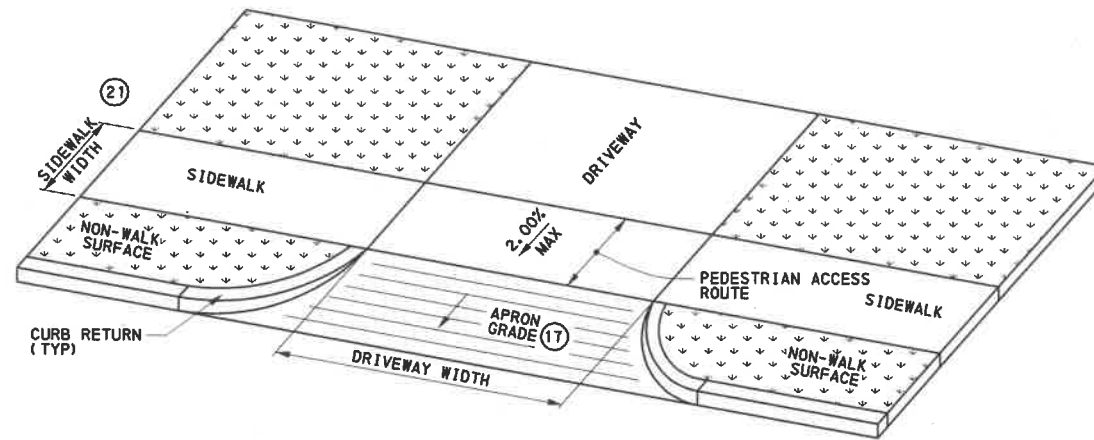 21
SIDEWALK
WIDTH
SIDEWALK
DRIVEWAY
NON-WALK
SURFACE
2.00%
MAX
PEDESTRIAN ACCESS
ROUTE
SIDEWALK
CURB RETURN
(TYP)
APRON
GRADE 17
DRIVEWAY WIDTH
NON-WALK
SURFACE